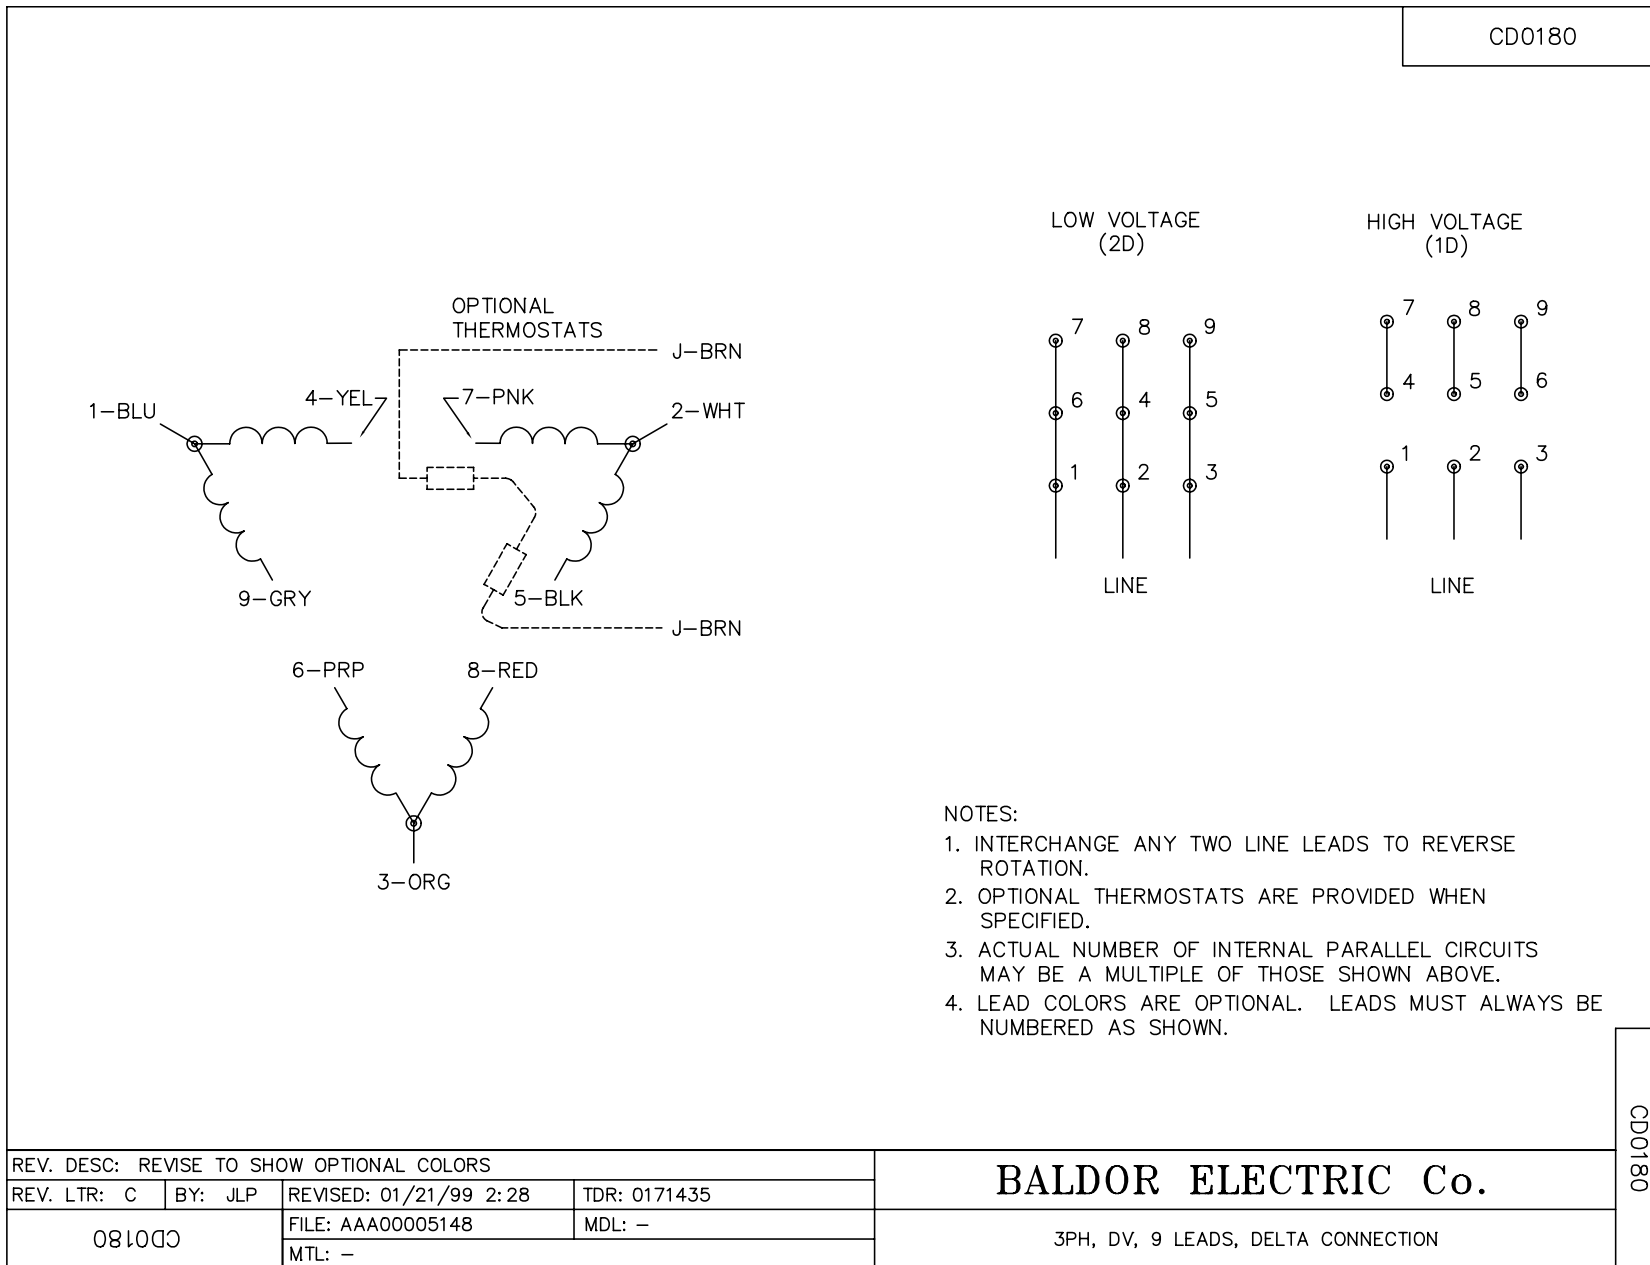 CD0180
LOW VOLTAGE
(2D)
HIGH VOLTAGE
(1D)
OPTIONAL
THERMOSTATS
J-BRN
1-BLU
4-YEL
7-PNK
2-WHT
9-GRY
5-BLK
J-BRN
6-PRP
8-RED
3-ORG
7 8 9
6 4 5
1 2 3
LINE
7 8 9
4 5 6
1 2 3
LINE
NOTES:
1. INTERCHANGE ANY TWO LINE LEADS TO REVERSE
ROTATION.
2. OPTIONAL THERMOSTATS ARE PROVIDED WHEN
SPECIFIED.
3. ACTUAL NUMBER OF INTERNAL PARALLEL CIRCUITS
MAY BE A MULTIPLE OF THOSE SHOWN ABOVE.
4. LEAD COLORS ARE OPTIONAL. LEADS MUST ALWAYS BE
NUMBERED AS SHOWN.
CD0180
REV. DESC: REVISE TO SHOW OPTIONAL COLORS
REV. LTR: C BY: JLP REVISED: 01/21/99 2:28 TDR: 0171435
CD0180
FILE: AAA00005148 MDL: -
MTL: -
BALDOR ELECTRIC Co.
3PH, DV, 9 LEADS, DELTA CONNECTION